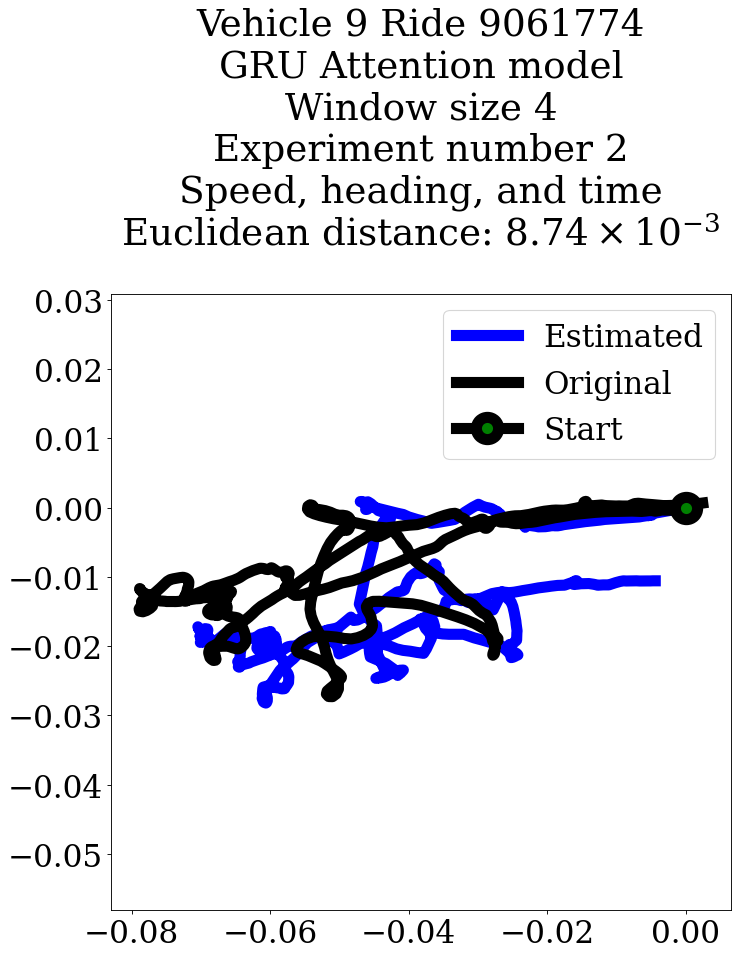 Vehicle 9 Ride 9061774
GRU Attention model
Window size 4
Experiment number 2
Speed, heading, and time
Euclidean distance: 8.74 × 10⁻³
Estimated
Original
Start
0.03
0.02
0.01
0.00
−0.01
−0.02
−0.03
−0.04
−0.05
−0.08
−0.06
−0.04
−0.02
0.00